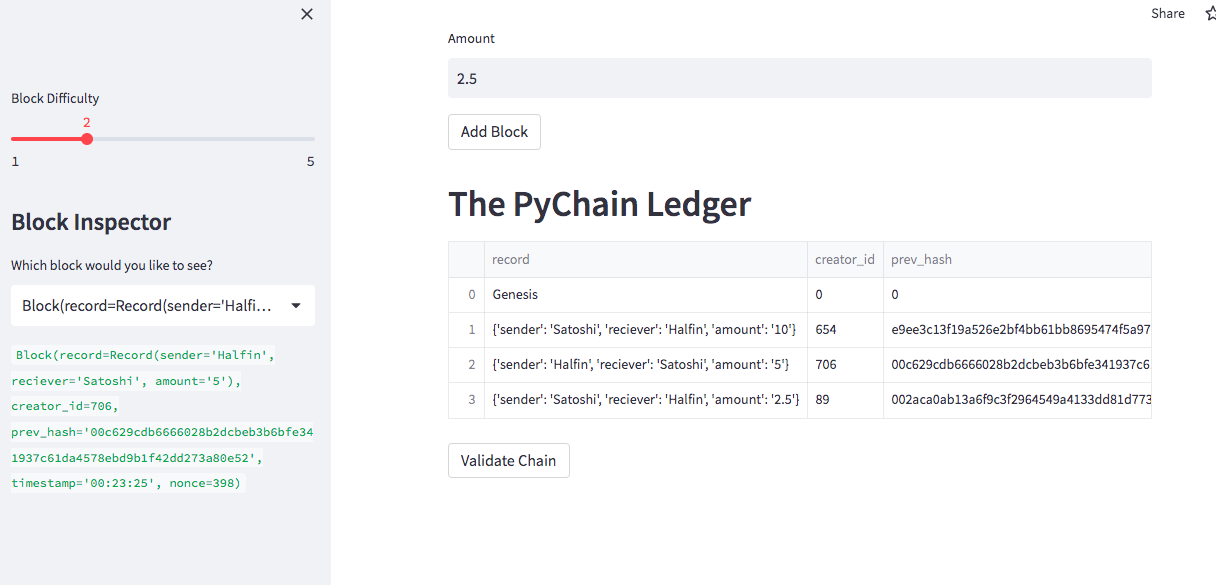 Share
Block Difficulty
2
1 5
Block Inspector
Which block would you like to see?
Block(record=Record(sender='Halfi...
Block(record=Record(sender='Halfin',
reciever='Satoshi', amount='5'),
creator_id=706,
prev_hash='00c629cdb6666028b2dcbeb3b6bfe34
1937c61da4578ebd9b1f42dd273a80e52',
timestamp='00:23:25', nonce=398)
Amount
2.5
Add Block
The PyChain Ledger
record creator_id prev_hash
0 Genesis 0 0
1 {'sender': 'Satoshi', 'reciever': 'Halfin', 'amount': '10'} 654 e9ee3c13f19a526e2bf4bb61bb8695474f5a97
2 {'sender': 'Halfin', 'reciever': 'Satoshi', 'amount': '5'} 706 00c629cdb6666028b2dcbeb3b6bfe341937c6
3 {'sender': 'Satoshi', 'reciever': 'Halfin', 'amount': '2.5'} 89 002aca0ab13a6f9c3f2964549a4133dd81d773
Validate Chain